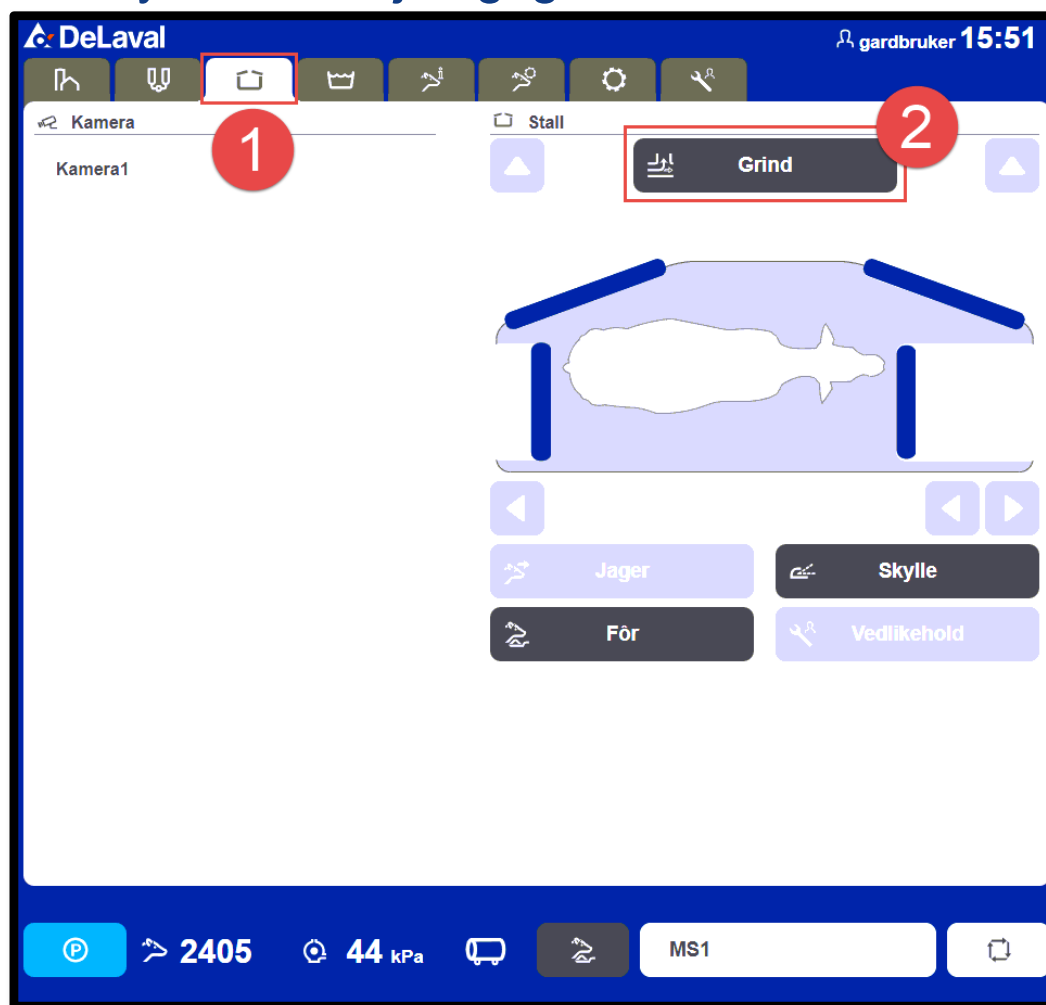 DeLaval
gardbruker 15:51
Kamera
Stall
1
2
Kamera1
Grind
Jager
Skylle
Fôr
Vedlikehold
2405
44 kPa
MS1